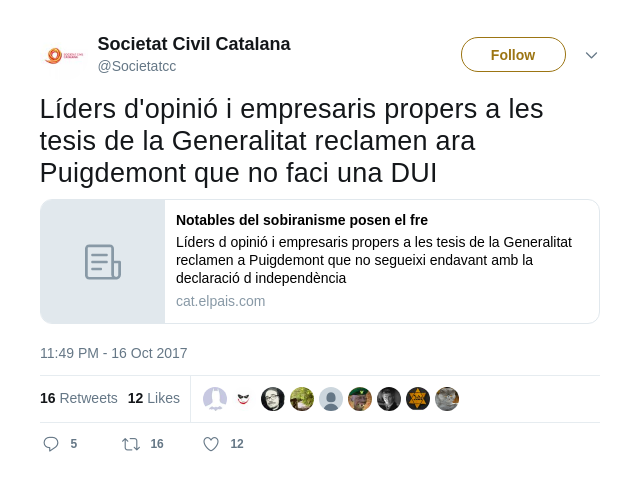 Societat Civil Catalana
@Societatcc
Follow
Líders d'opinió i empresaris propers a les
tesis de la Generalitat reclamen ara
Puigdemont que no faci una DUI
Notables del sobiranisme posen el fre
Líders d opinió i empresaris propers a les tesis de la Generalitat
reclamen a Puigdemont que no segueixi endavant amb la
declaració d independència
cat.elpais.com
11:49 PM - 16 Oct 2017
16 Retweets 12 Likes
5 16 12